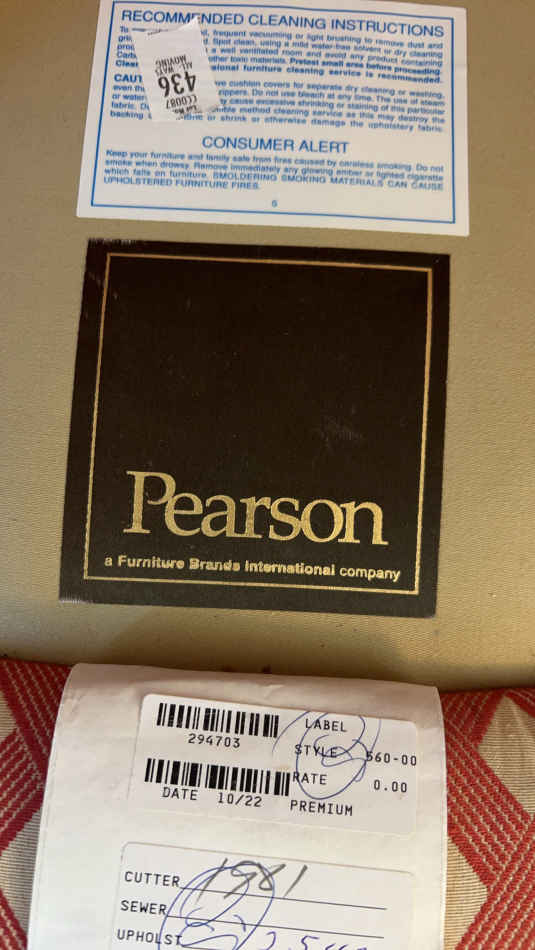 RECOMMENDED CLEANING INSTRUCTIONS
frequent vacuuming or light brushing to remove dust and
Spot clean, using a mild water-free solvent or dry cleaning
a well ventilated room and avoid any product containing
other toxic materials. Pretest small area before proceeding.
furniture cleaning service is recommended.
cushion covers for separate dry cleaning or washing,
even Do not use bleach at any time. The use of steam
or cause excessive shrinking or staining of this particular
fabric. method cleaning service as this may destroy the
backing or shrink or otherwise damage the upholstery fabric.
ALL WAYS
MOVING
436
CC0087
CONSUMER ALERT
Keep your furniture and family safe from fires caused by careless smoking. Do not
smoke when drowsy. Remove immediately any glowing ember or lighted cigarette
which falls on furniture. SMOLDERING SMOKING MATERIALS CAN CAUSE
UPHOLSTERED FURNITURE FIRES.
Pearson
a Furniture Brands International company
294703
LABEL
STYLE 560-00
RATE 0.00
DATE 10/22 PREMIUM
CUTTER 1981
SEWER
UPHOLST